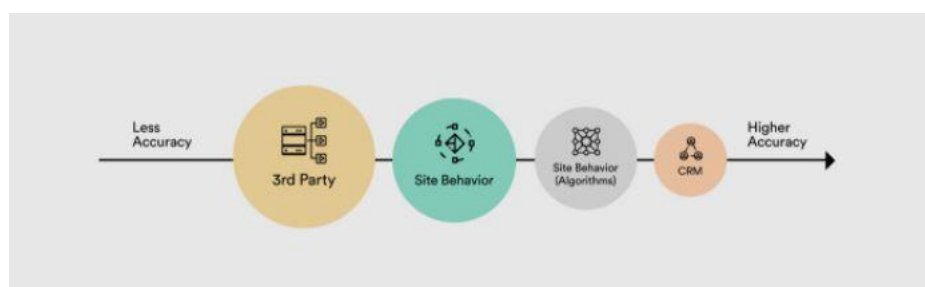 Less
Accuracy
3rd Party
Site Behavior
Site Behavior
(Algorithms)
CRM
Higher
Accuracy